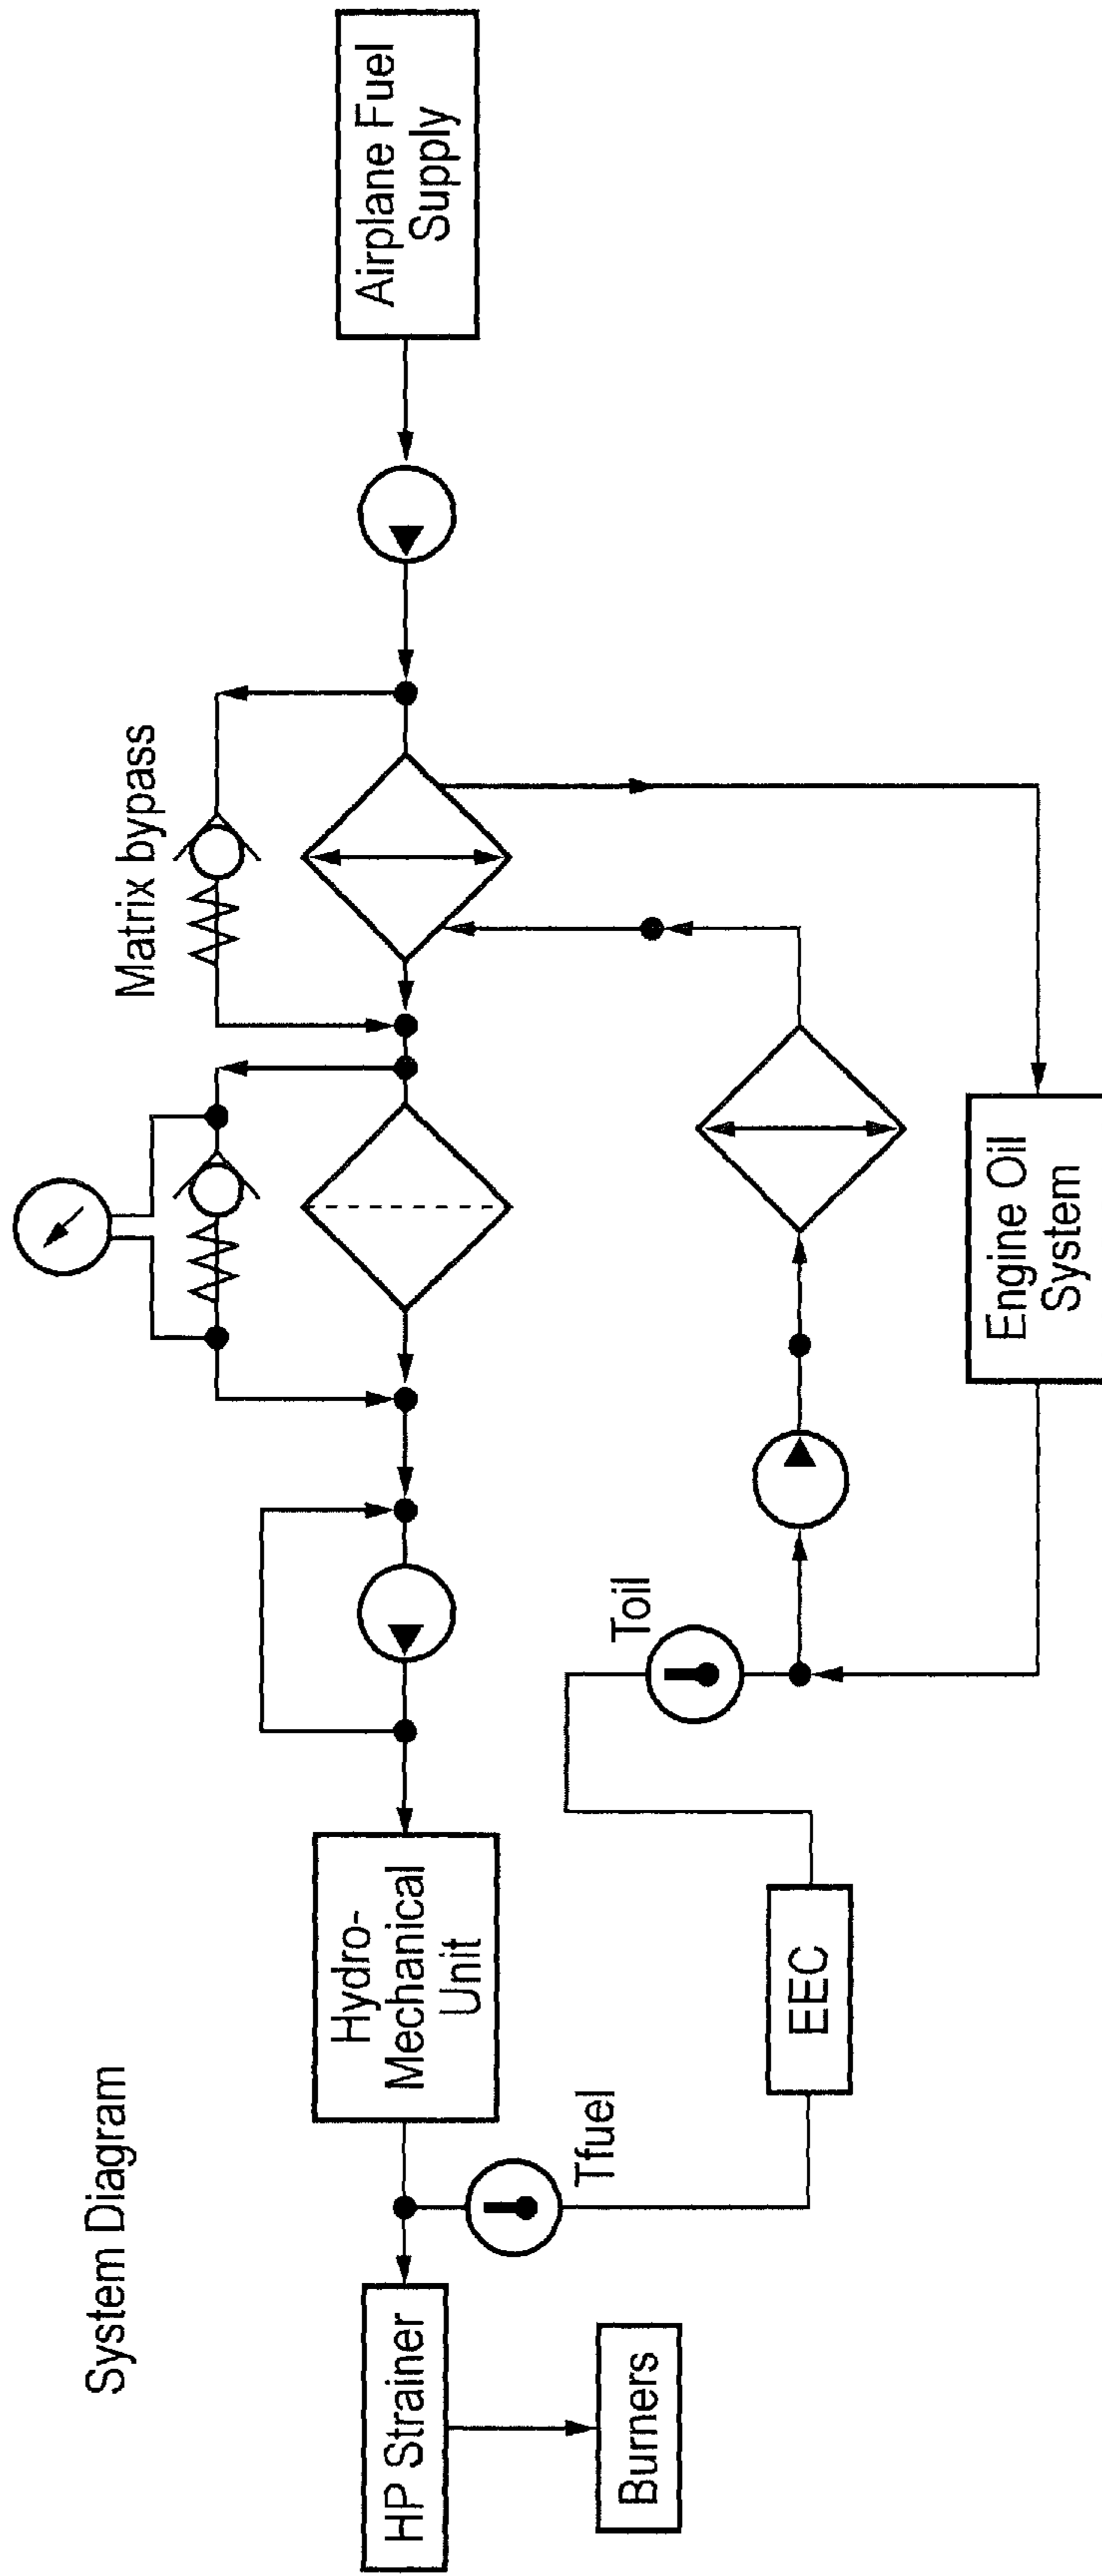 System Diagram
Matrix bypass
Airplane Fuel
Supply
Hydro-
Mechanical
Unit
HP Strainer
Tfuel
Toil
Burners
EEC
Engine Oil
System